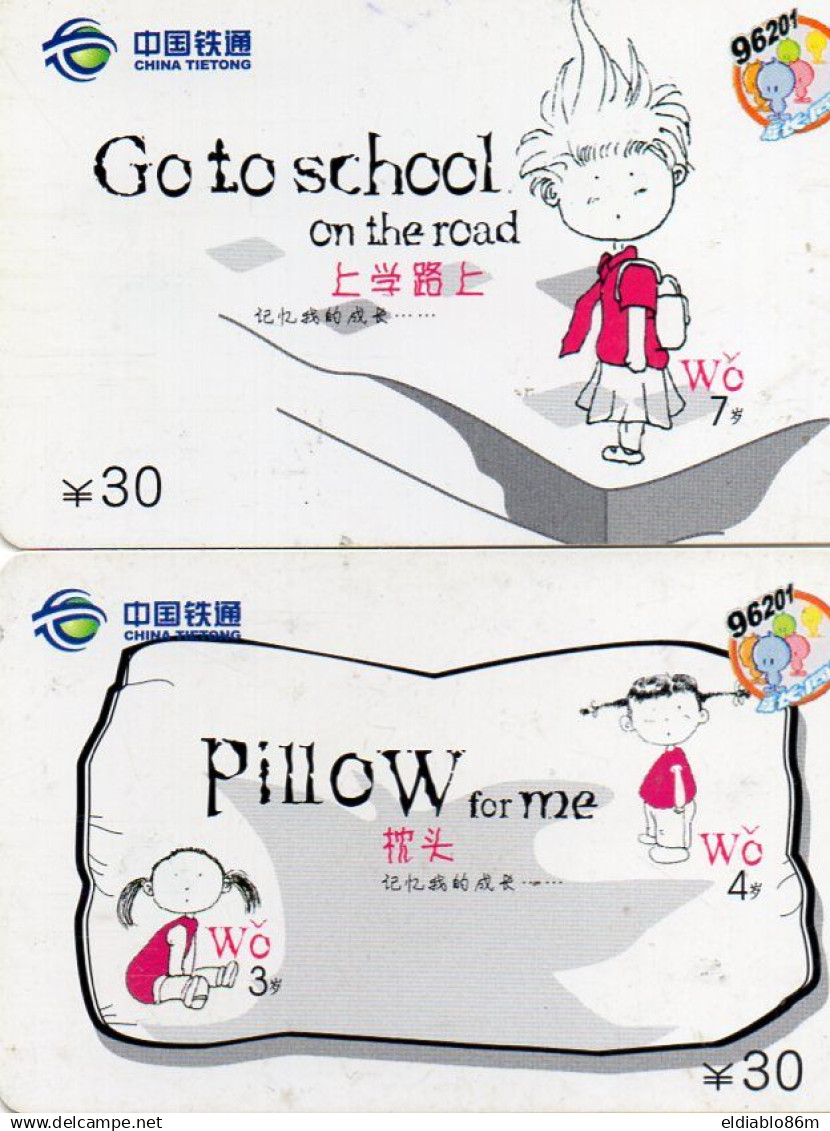 中国铁通
CHINA TIETONG
96201
Go to school
on the road
上学路上
记忆我的成长……
Wǒ
7岁
¥30
中国铁通
CHINA TIETONG
96201
Pillow for me
枕头
记忆我的成长……
Wǒ
4岁
Wǒ
3岁
¥30
delcampe.net
eldiablo86m